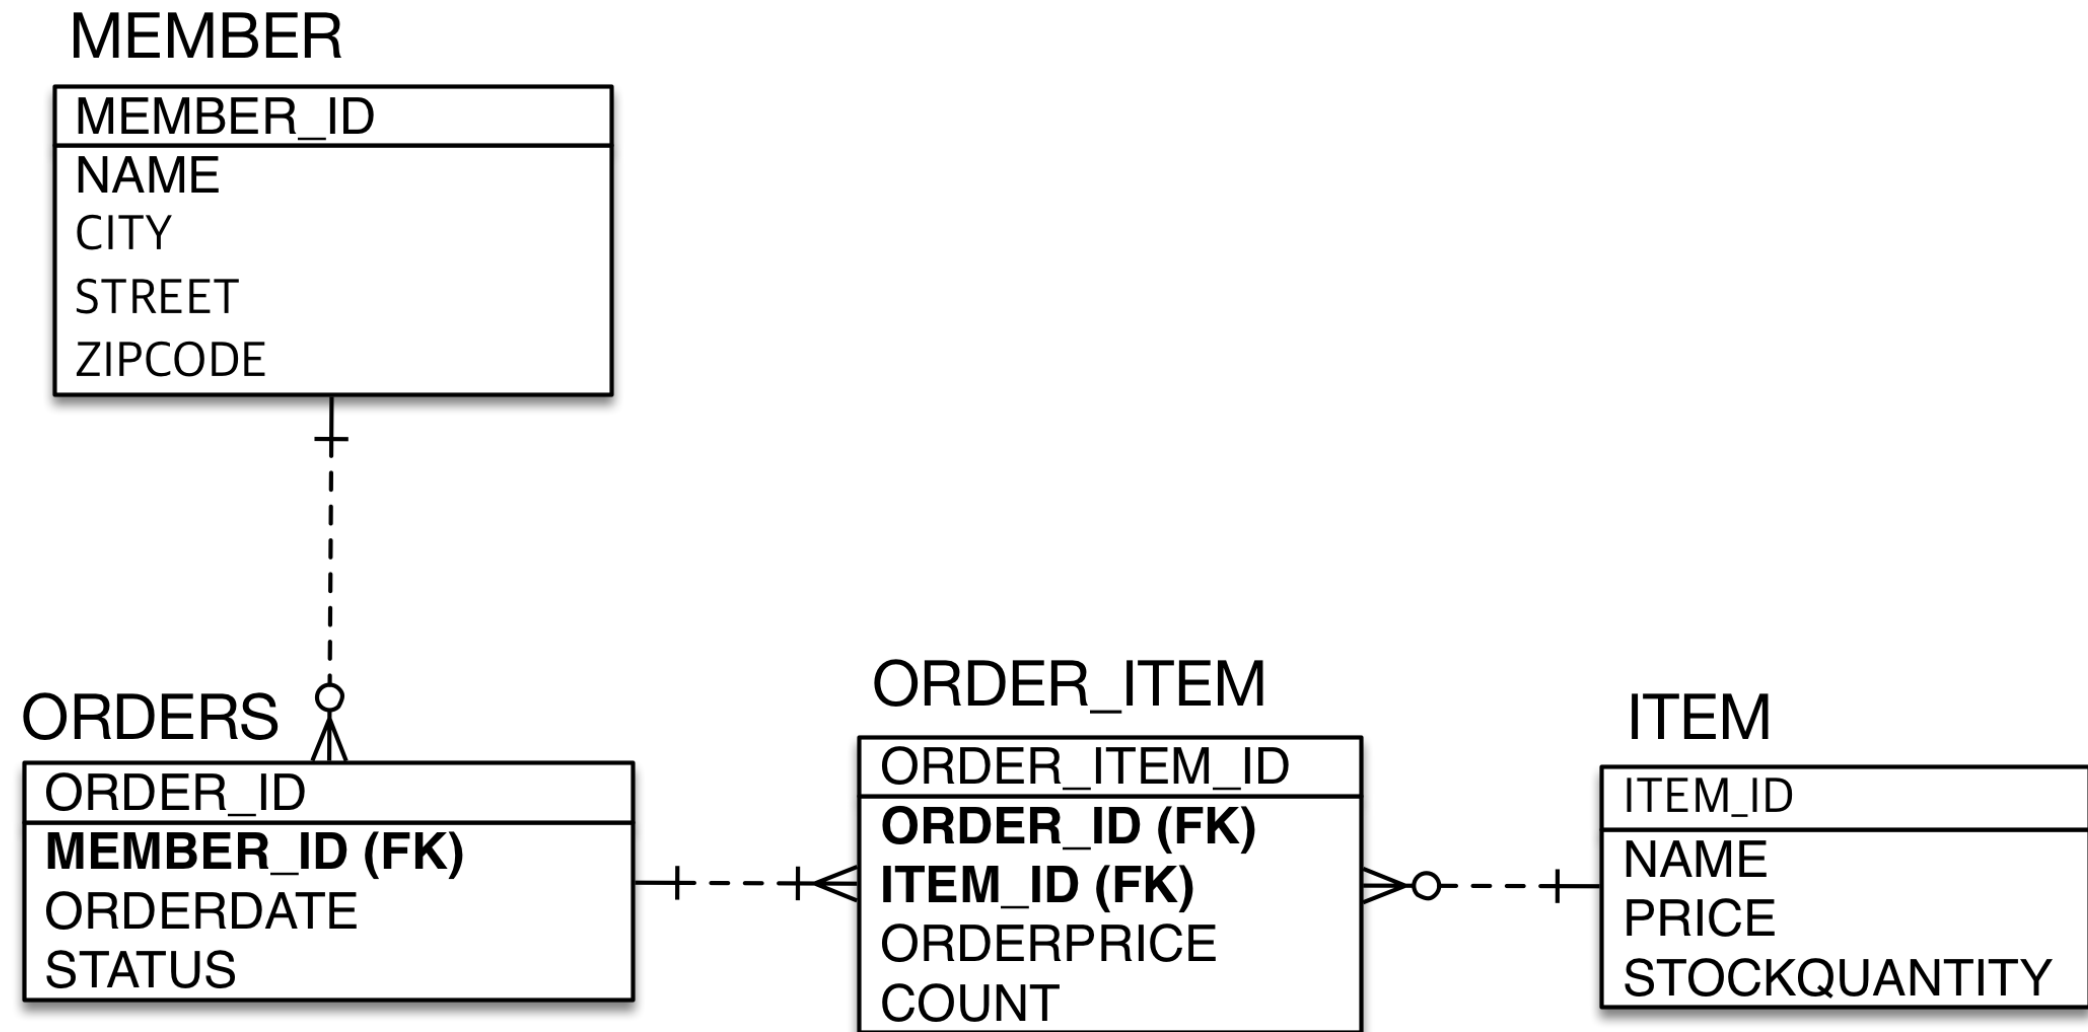 MEMBER
MEMBER_ID
NAME
CITY
STREET
ZIPCODE
ORDERS
ORDER_ID
MEMBER_ID (FK)
ORDERDATE
STATUS
ORDER_ITEM
ORDER_ITEM_ID
ORDER_ID (FK)
ITEM_ID (FK)
ORDERPRICE
COUNT
ITEM
ITEM_ID
NAME
PRICE
STOCKQUANTITY